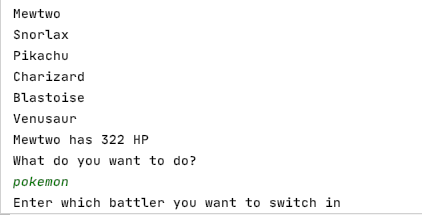 Mewtwo
Snorlax
Pikachu
Charizard
Blastoise
Venusaur
Mewtwo has 322 HP
What do you want to do?
pokemon
Enter which battler you want to switch in